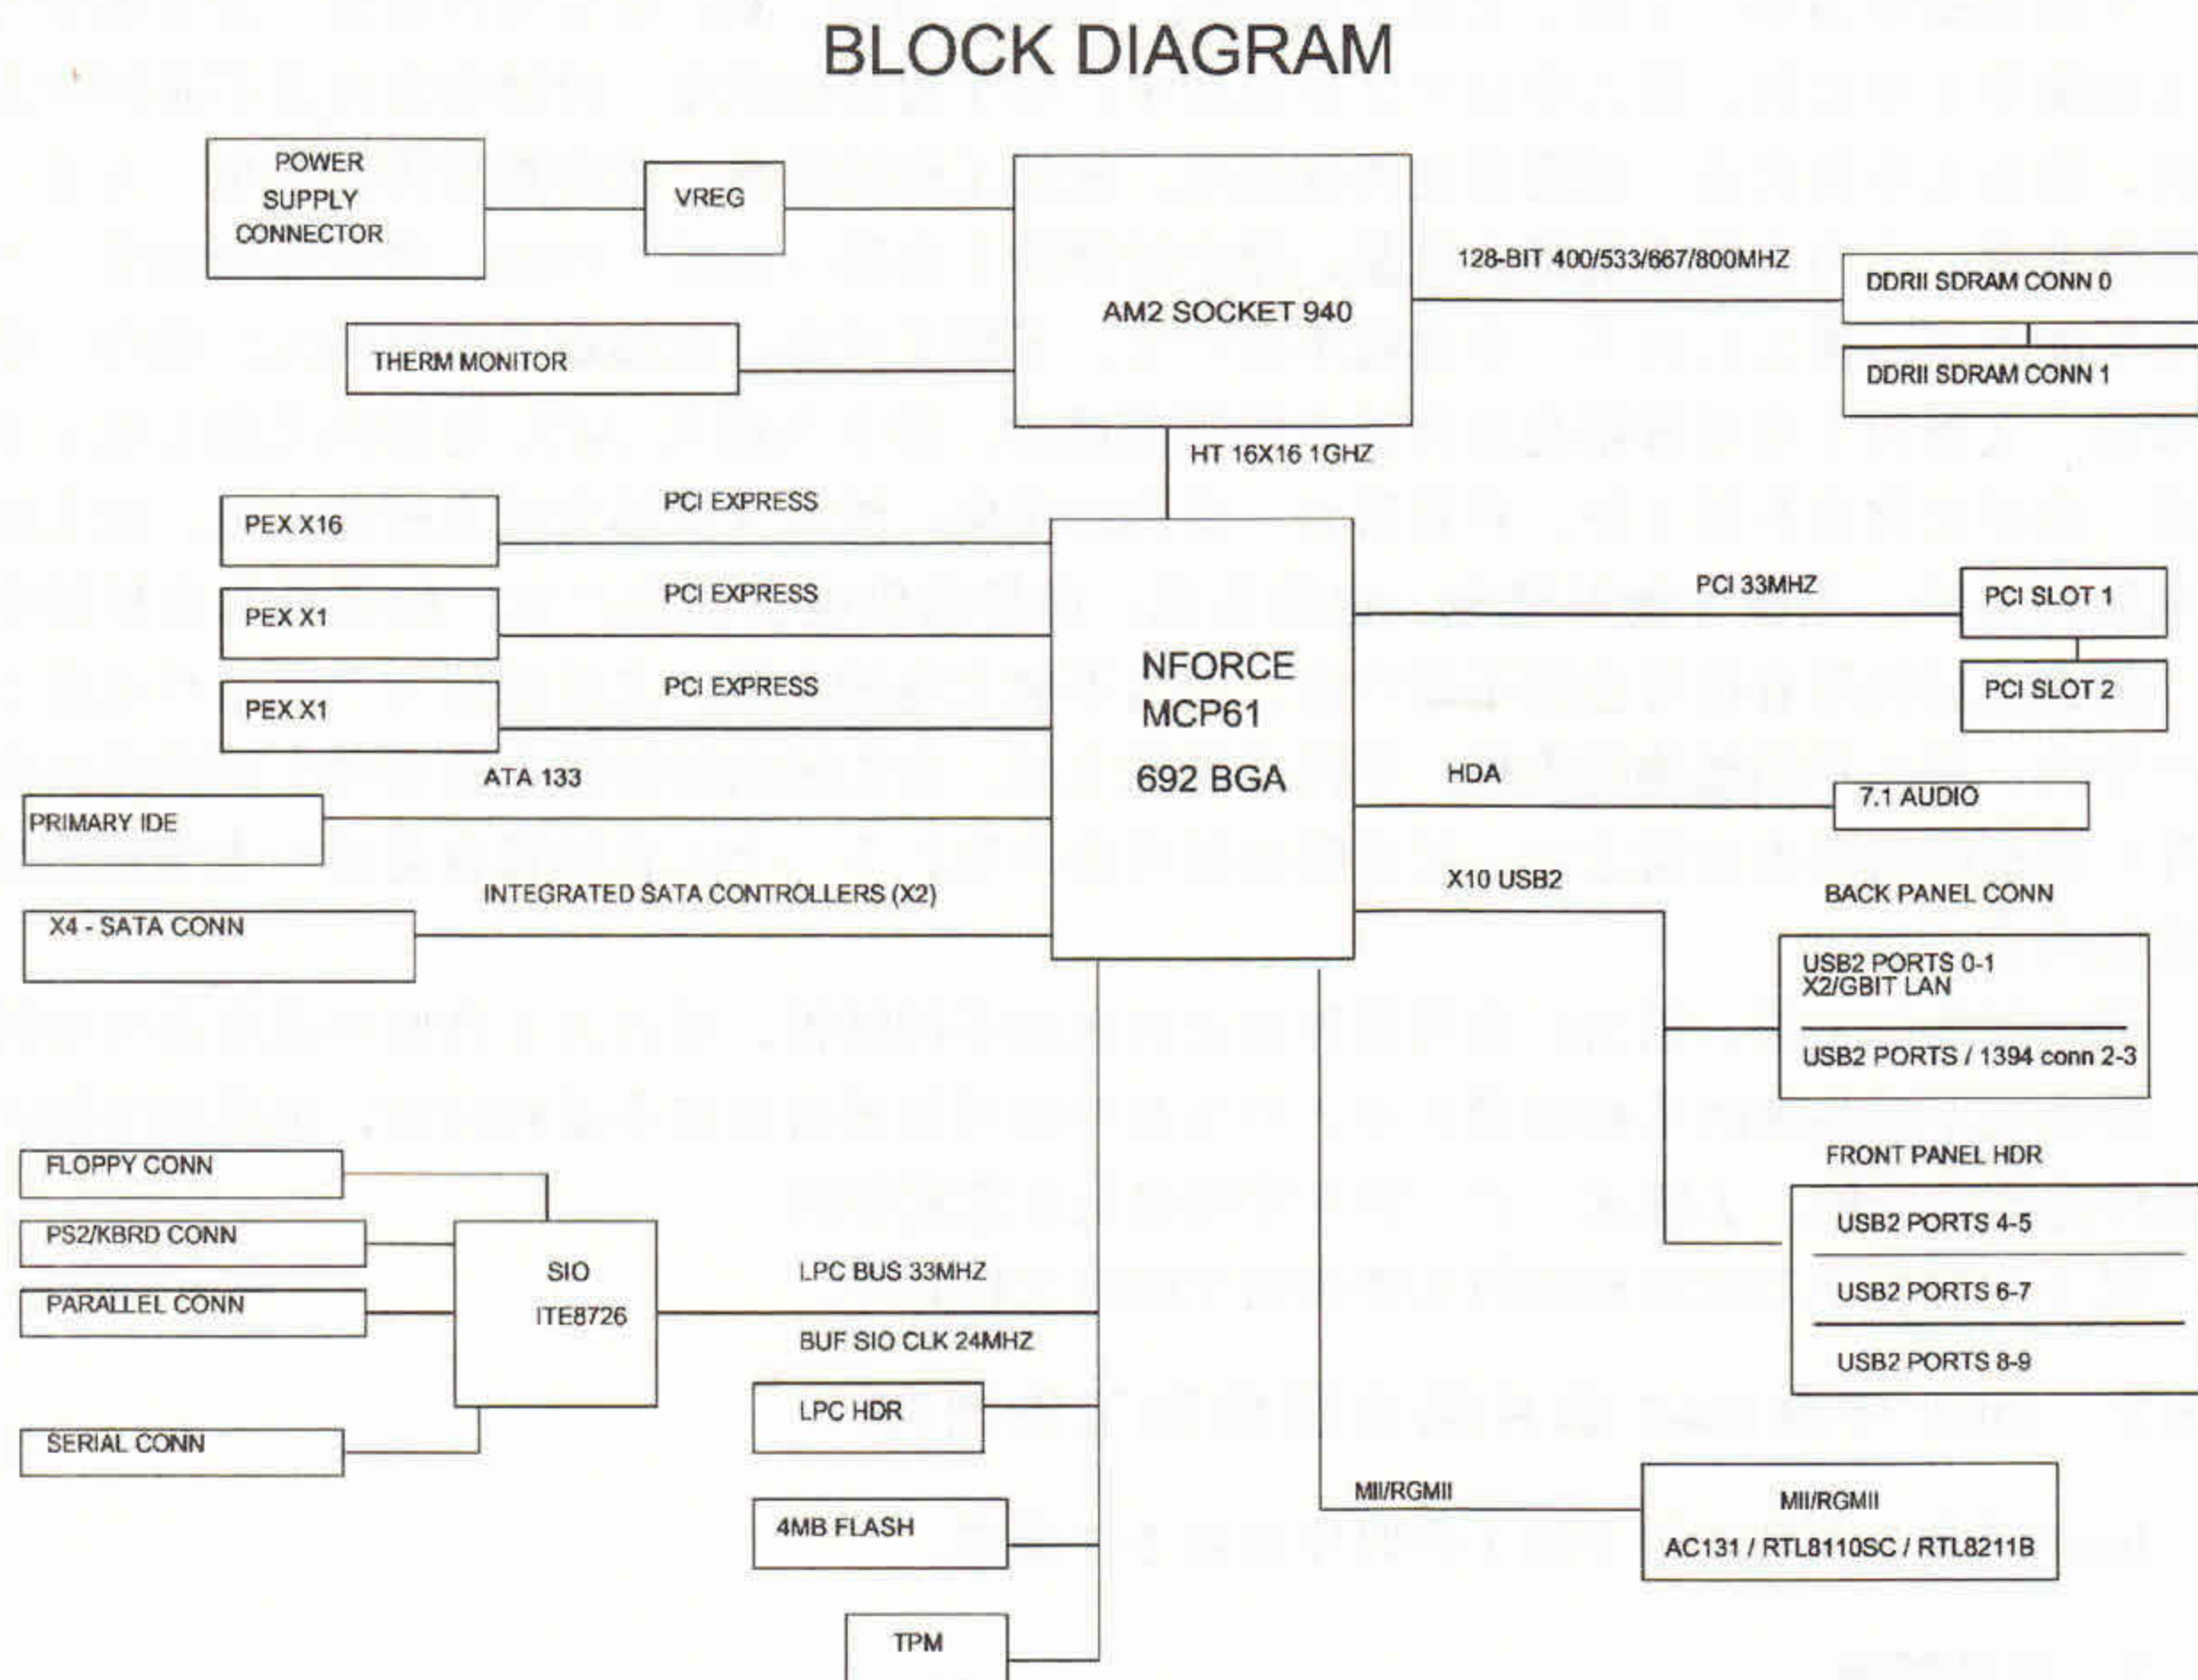 BLOCK DIAGRAM
POWER
SUPPLY
CONNECTOR
VREG
THERM MONITOR
AM2 SOCKET 940
128-BIT 400/533/667/800MHZ
DDRII SDRAM CONN 0
DDRII SDRAM CONN 1
HT 16X16 1GHZ
PEX X16
PCI EXPRESS
PEX X1
PCI EXPRESS
PEX X1
PCI EXPRESS
NFORCE
MCP61
692 BGA
PCI 33MHZ
PCI SLOT 1
PCI SLOT 2
ATA 133
PRIMARY IDE
HDA
7.1 AUDIO
INTEGRATED SATA CONTROLLERS (X2)
X4 - SATA CONN
X10 USB2
BACK PANEL CONN
USB2 PORTS 0-1
X2/GBIT LAN
USB2 PORTS / 1394 conn 2-3
FRONT PANEL HDR
USB2 PORTS 4-5
USB2 PORTS 6-7
USB2 PORTS 8-9
FLOPPY CONN
PS2/KBRD CONN
PARALLEL CONN
SERIAL CONN
SIO
ITE8726
LPC BUS 33MHZ
BUF SIO CLK 24MHZ
LPC HDR
4MB FLASH
TPM
MII/RGMII
MII/RGMII
AC131 / RTL8110SC / RTL8211B